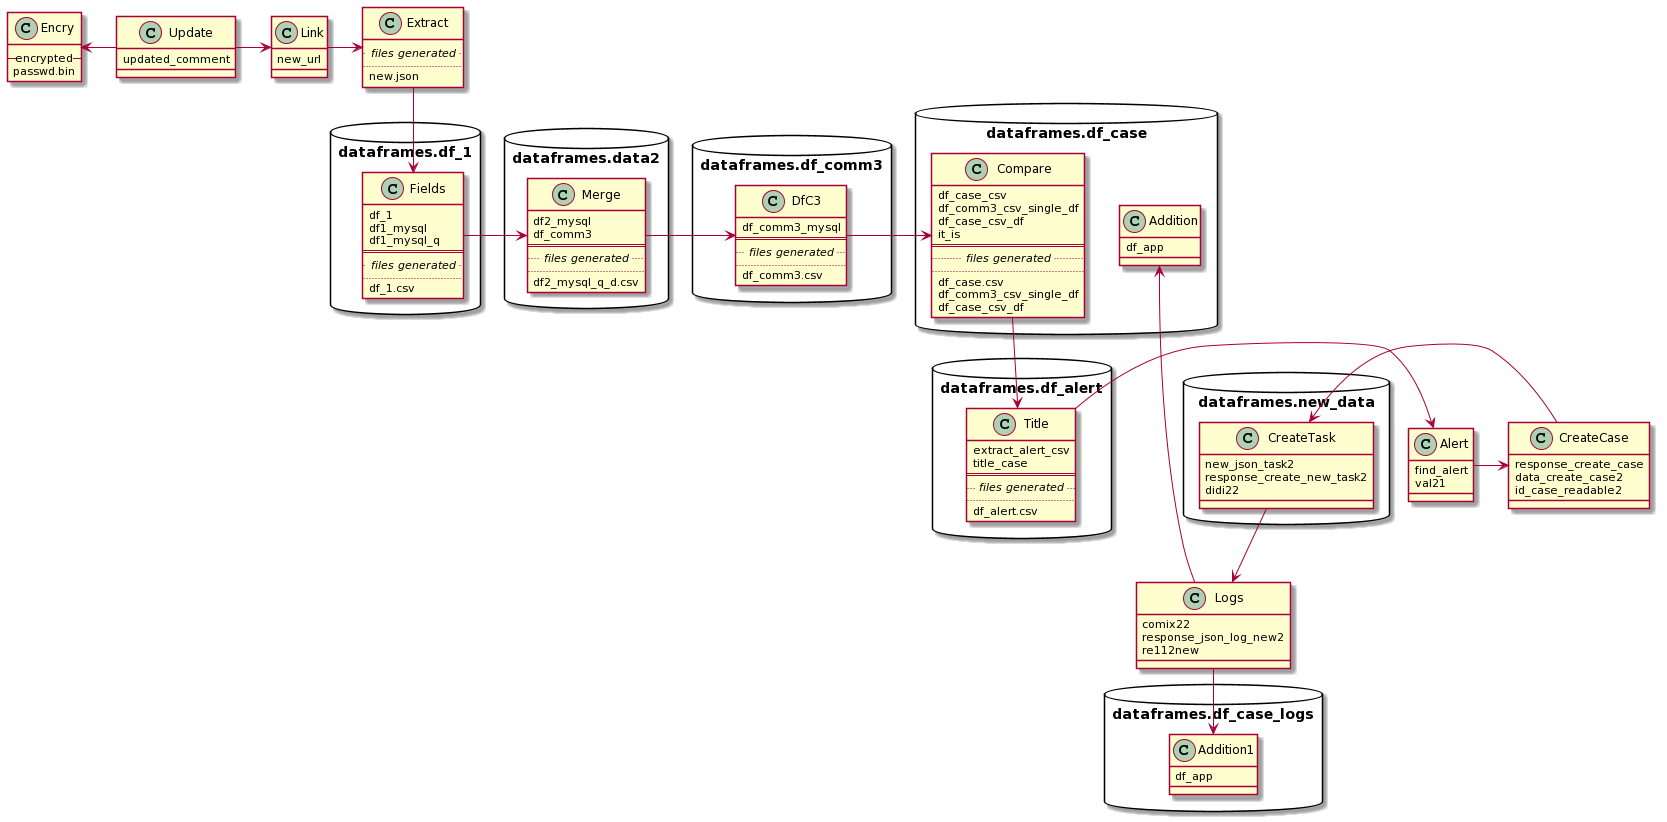 C Encry
encrypted
passwd.bin
C Update
updated_comment
C Link
new_url
C Extract
files generated
new.json
dataframes.df_1
C Fields
df_1
df1_mysql
df1_mysql_q
files generated
df_1.csv
dataframes.data2
C Merge
df2_mysql
df_comm3
files generated
df2_mysql_q_d.csv
dataframes.df_comm3
C DfC3
df_comm3_mysql
files generated
df_comm3.csv
dataframes.df_case
C Compare
df_case_csv
df_comm3_csv_single_df
df_case_csv_df
it_is
files generated
df_case.csv
df_comm3_csv_single_df
df_case_csv_df
C Addition
df_app
dataframes.df_alert
C Title
extract_alert_csv
title_case
files generated
df_alert.csv
dataframes.new_data
C CreateTask
new_json_task2
response_create_new_task2
didi22
C Alert
find_alert
val21
C CreateCase
response_create_case
data_create_case2
id_case_readable2
C Logs
comix22
response_json_log_new2
re112new
dataframes.df_case_logs
C Addition1
df_app